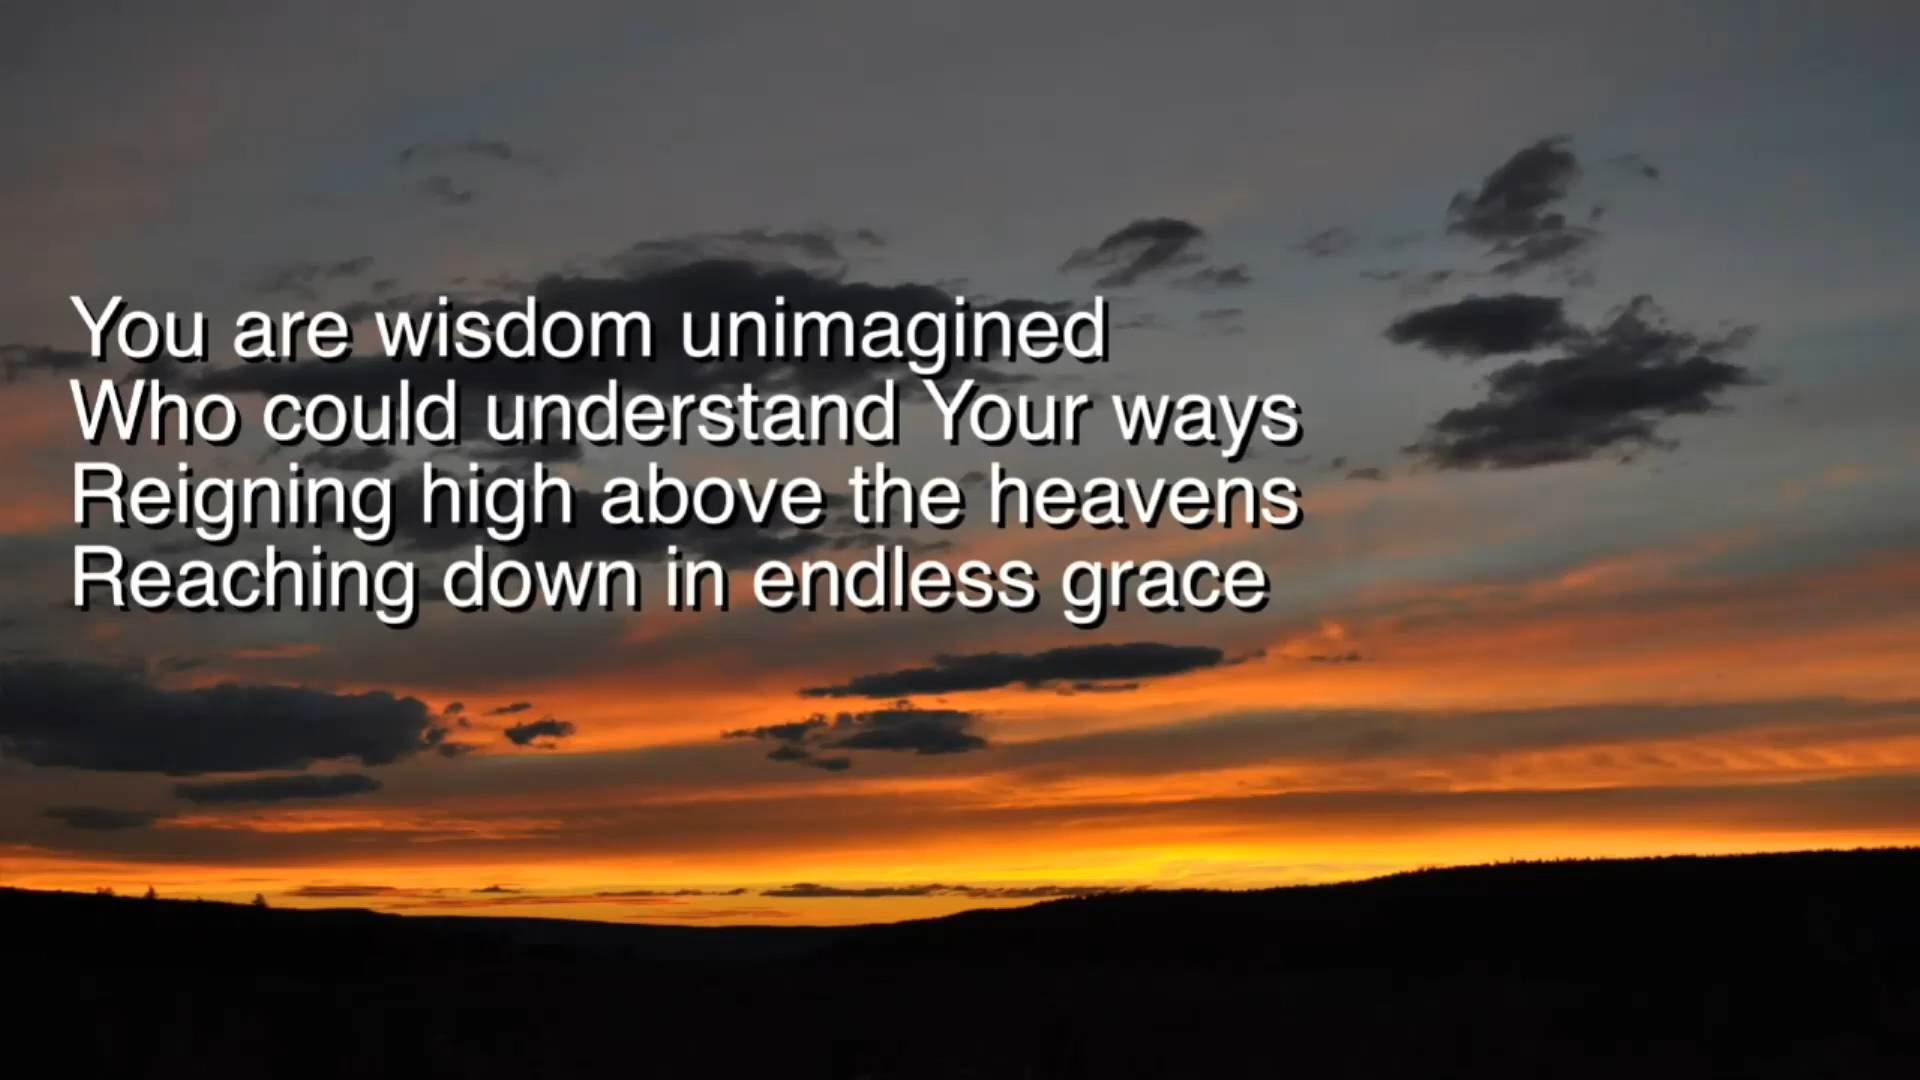 You are wisdom unimagined
Who could understand Your ways
Reigning high above the heavens
Reaching down in endless grace